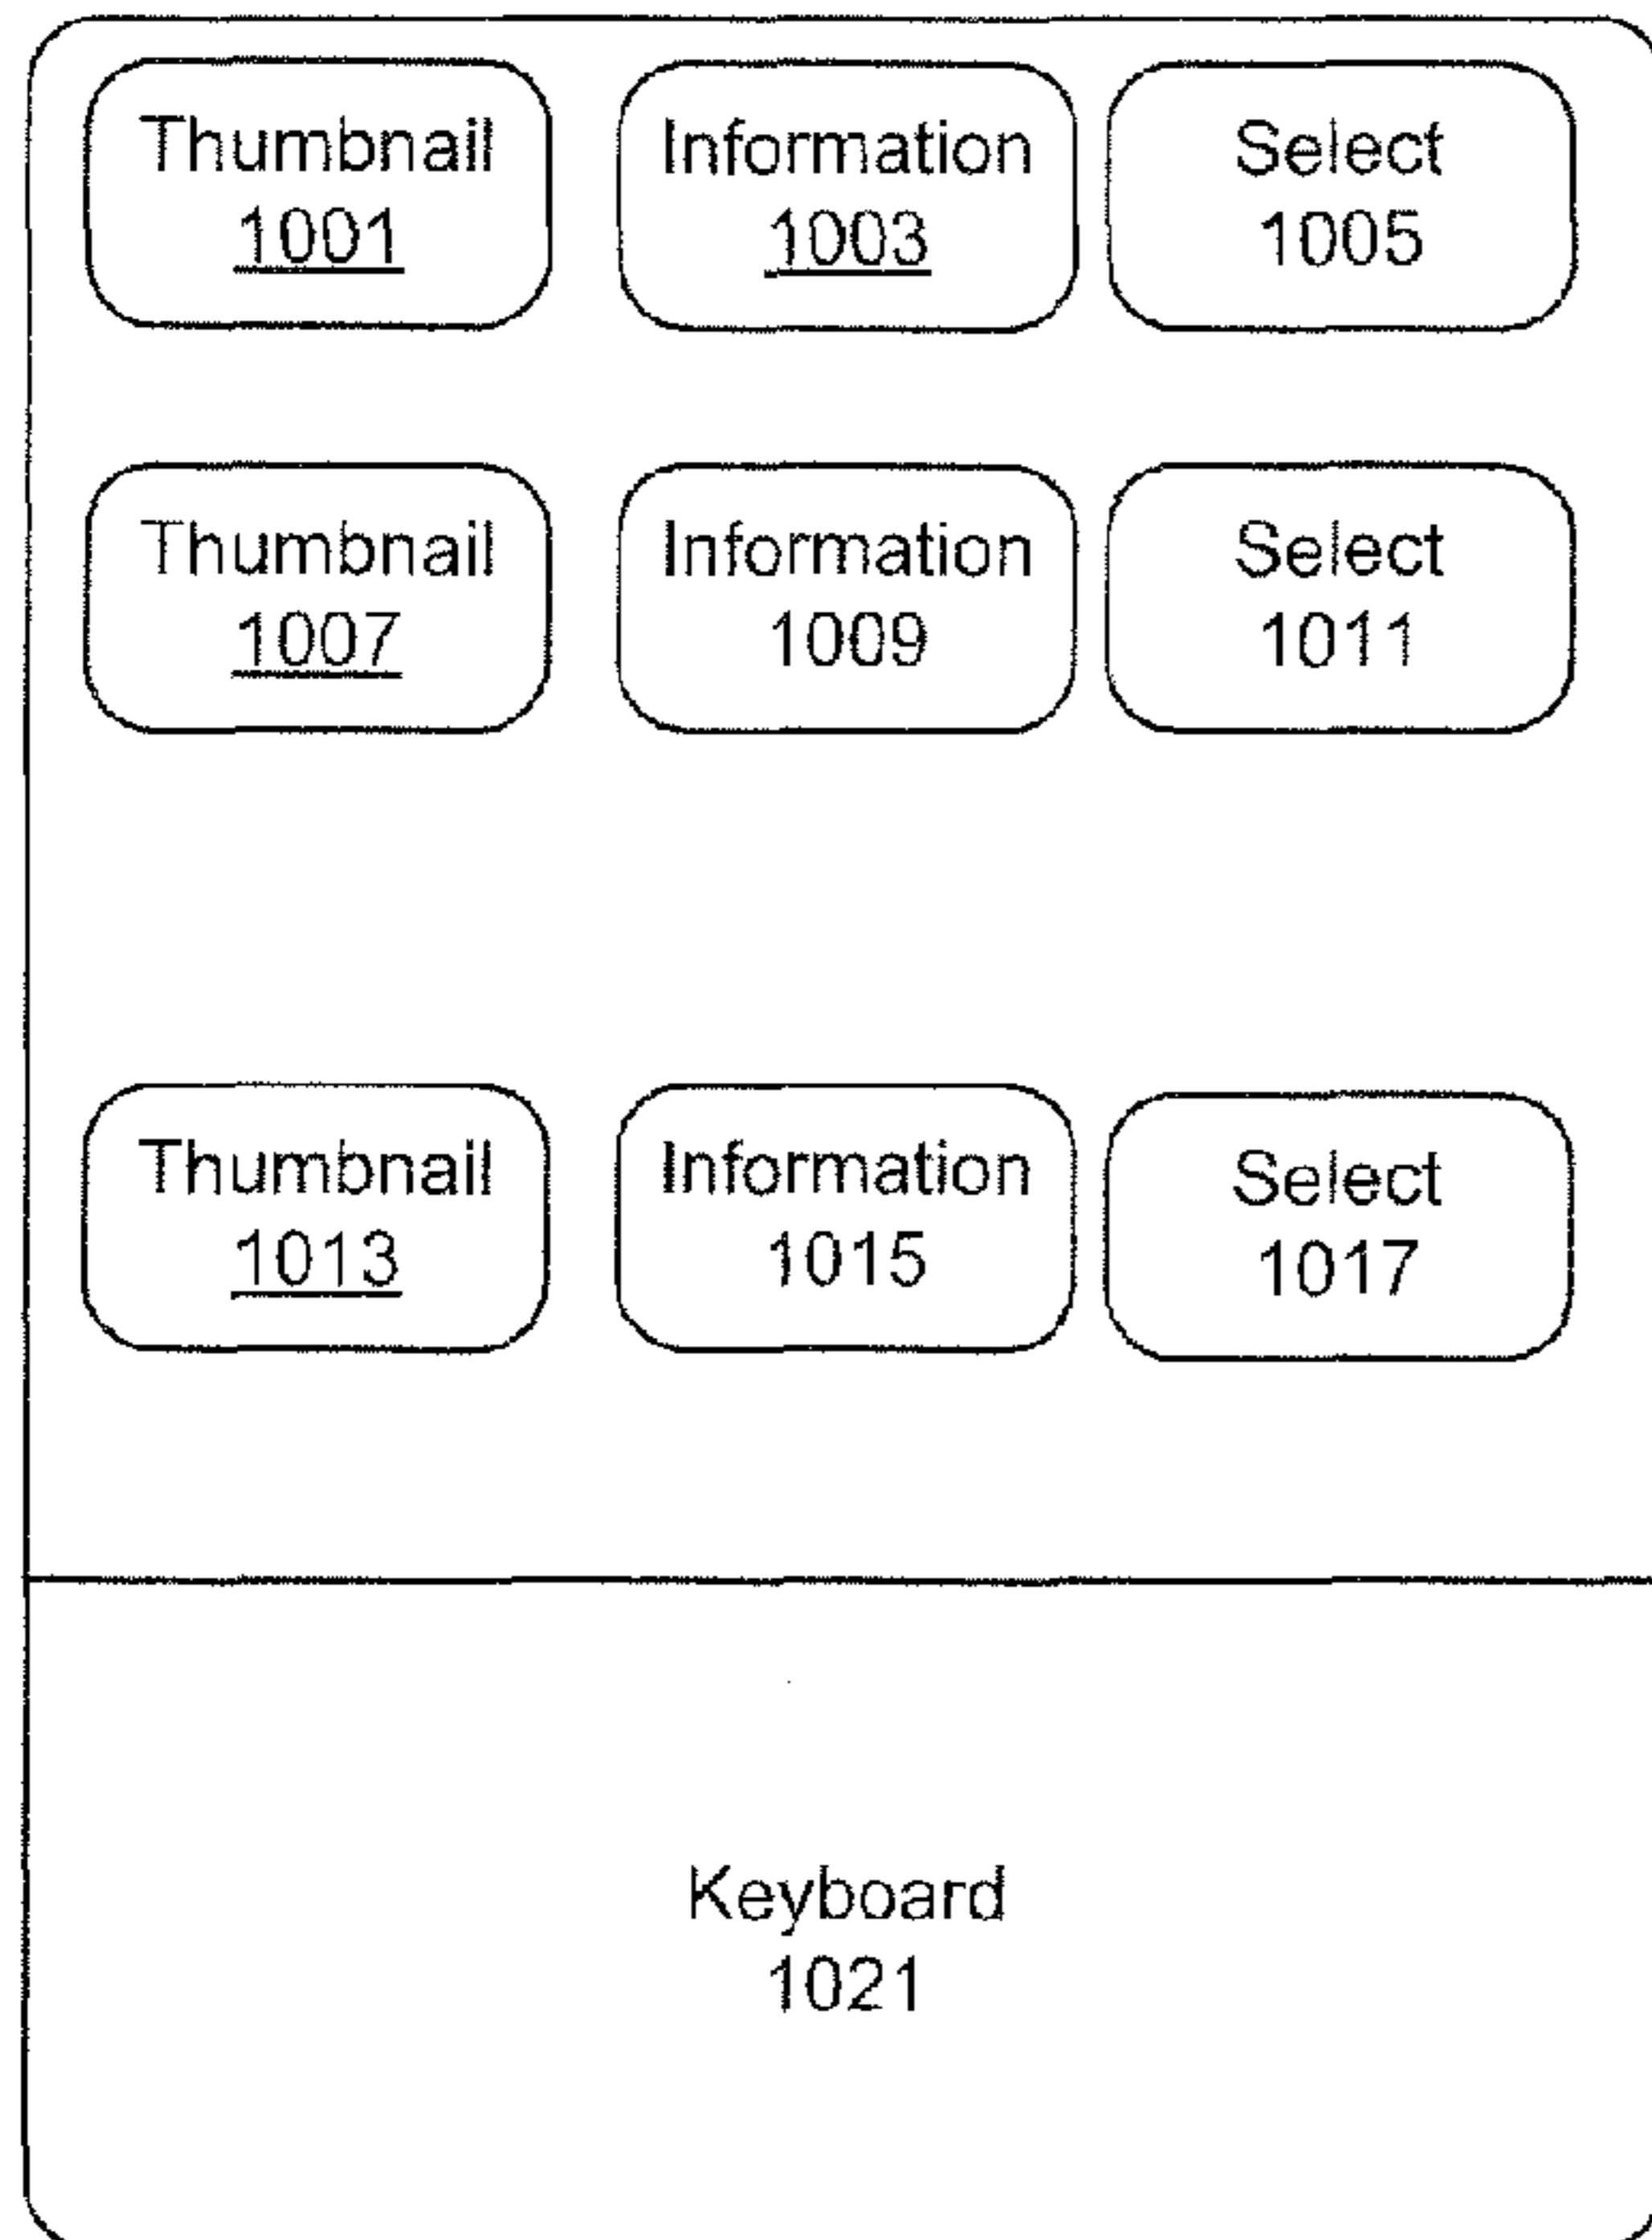 Thumbnail
1001
Information
1003
Select
1005
Thumbnail
1007
Information
1009
Select
1011
Thumbnail
1013
Information
1015
Select
1017
Keyboard
1021